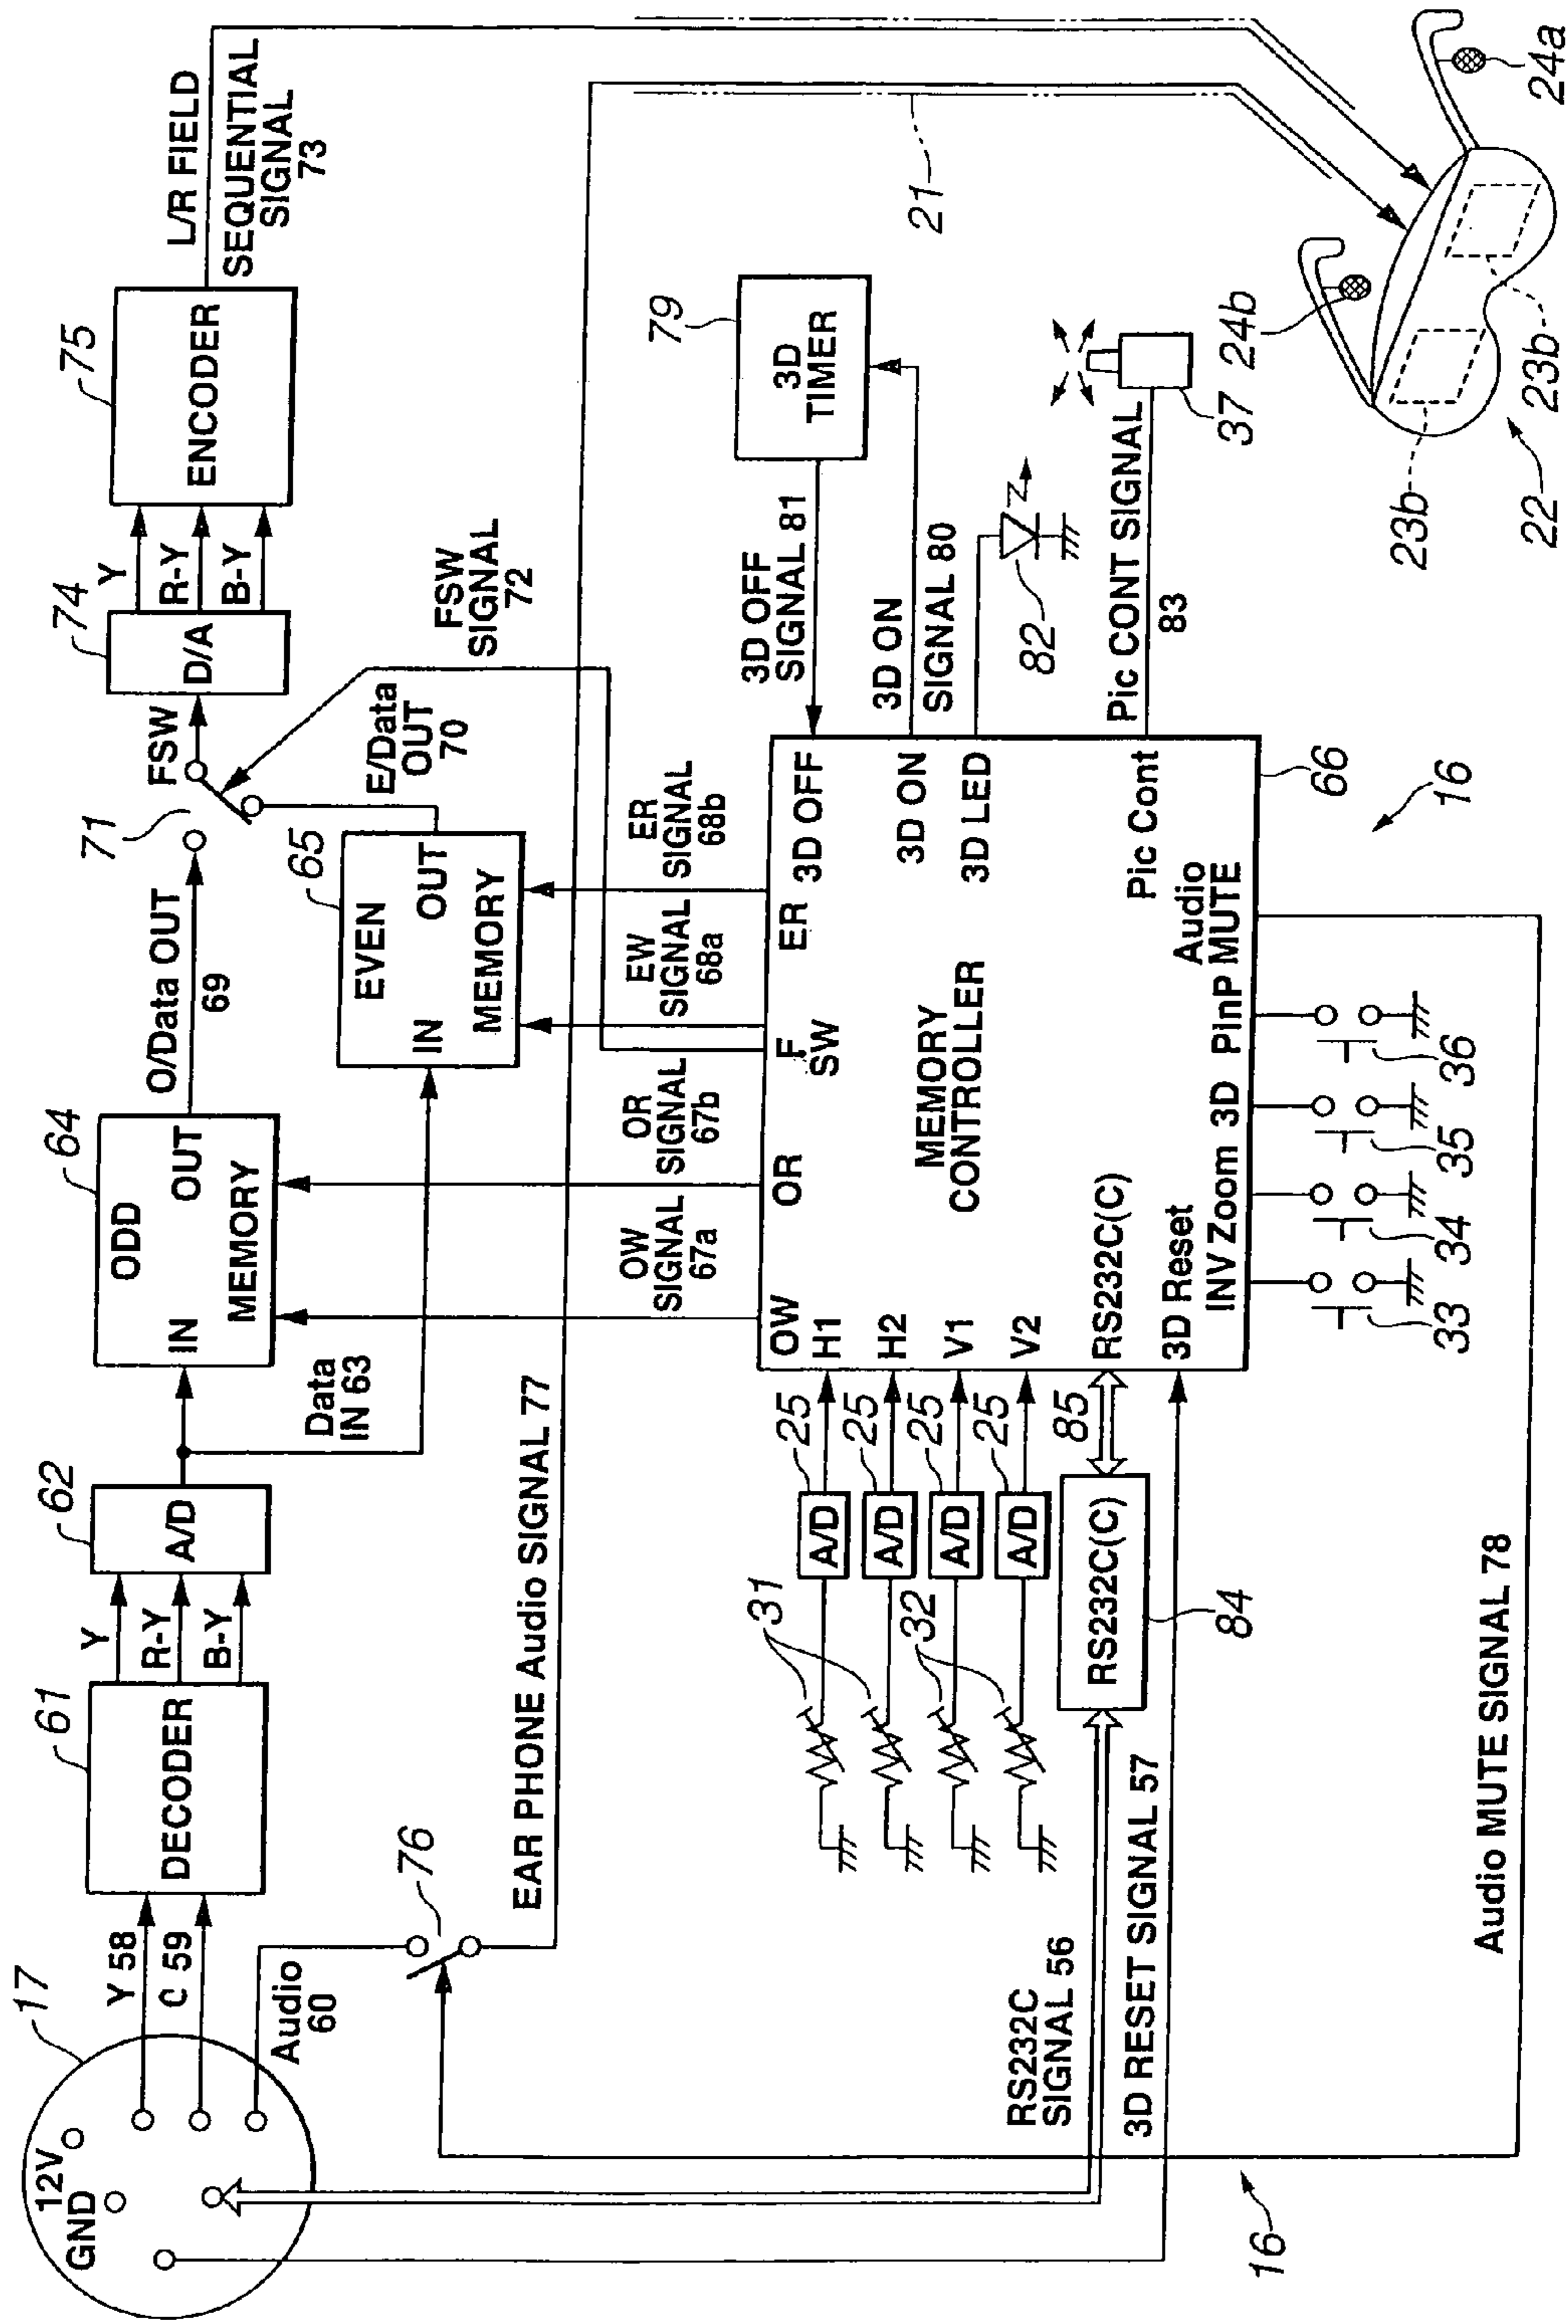 17
12V
GND
Y 58
C 59
Audio
60
61
DECODER
Y
R-Y
B-Y
62
A/D
Data
IN 63
64
ODD
IN
OUT
MEMORY
O/Data OUT
69
65
EVEN
IN
OUT
MEMORY
71
FSW
E/Data
OUT
70
FSW
SIGNAL
72
74
D/A
Y
R-Y
B-Y
75
ENCODER
L/R FIELD
SEQUENTIAL
SIGNAL
73
76
EAR PHONE Audio SIGNAL 77
21
OW
SIGNAL
67a
OR
SIGNAL
67b
EW
SIGNAL
68a
ER
SIGNAL
68b
OW
OR
F
SW
ER
3D OFF
H1
H2
V1
V2
RS232C(C)
3D Reset
MEMORY
CONTROLLER
3D ON
3D LED
Pic Cont
INV Zoom 3D PinP
Audio
MUTE
66
31
32
A/D
25
A/D
25
A/D
25
A/D
25
RS232C(C)
84
85
RS232C
SIGNAL 56
3D RESET SIGNAL 57
33
34
35
36
Audio MUTE SIGNAL 78
79
3D
TIMER
3D OFF
SIGNAL 81
3D ON
SIGNAL 80
82
Pic CONT SIGNAL
83
37
24b
24a
23b
23b
22
16
16